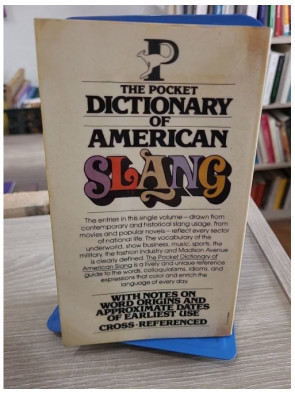 P
THE POCKET
DICTIONARY
OF
AMERICAN
SLANG
The entries in this single volume—drawn from
contemporary and historical slang usage, from
movies and popular novels—reflect every sector
of national life. The vocabulary of the
underworld, show business, music, sports, the
military, the fashion industry and Madison Avenue
is clearly defined. The Pocket Dictionary of
American Slang is a lively and unique reference
guide to the words, colloquialisms, idioms, and
expressions that color and enrich the
language of every day.
WITH NOTES ON
WORD ORIGINS AND
APPROXIMATE DATES
OF EARLIEST USE
CROSS-REFERENCED